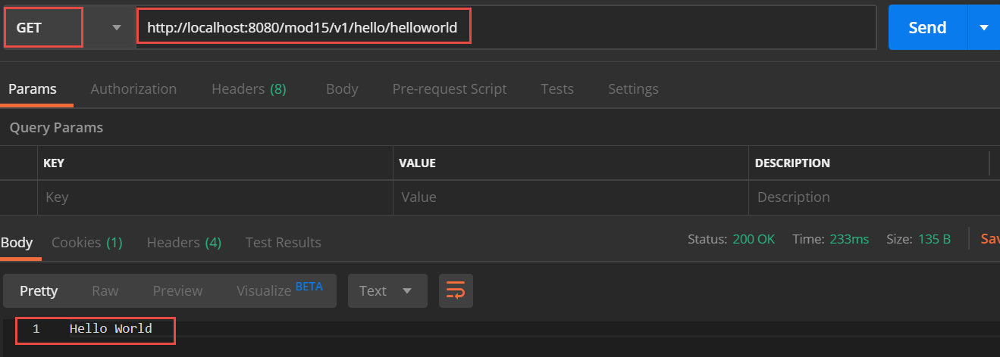 GET http://localhost:8080/mod15/v1/hello/helloworld Send
Params Authorization Headers (8) Body Pre-request Script Tests Settings
Query Params
KEY VALUE DESCRIPTION
Key Value Description
Body Cookies (1) Headers (4) Test Results Status: 200 OK Time: 233ms Size: 135 B Sav
Pretty Raw Preview Visualize BETA Text
1 Hello World